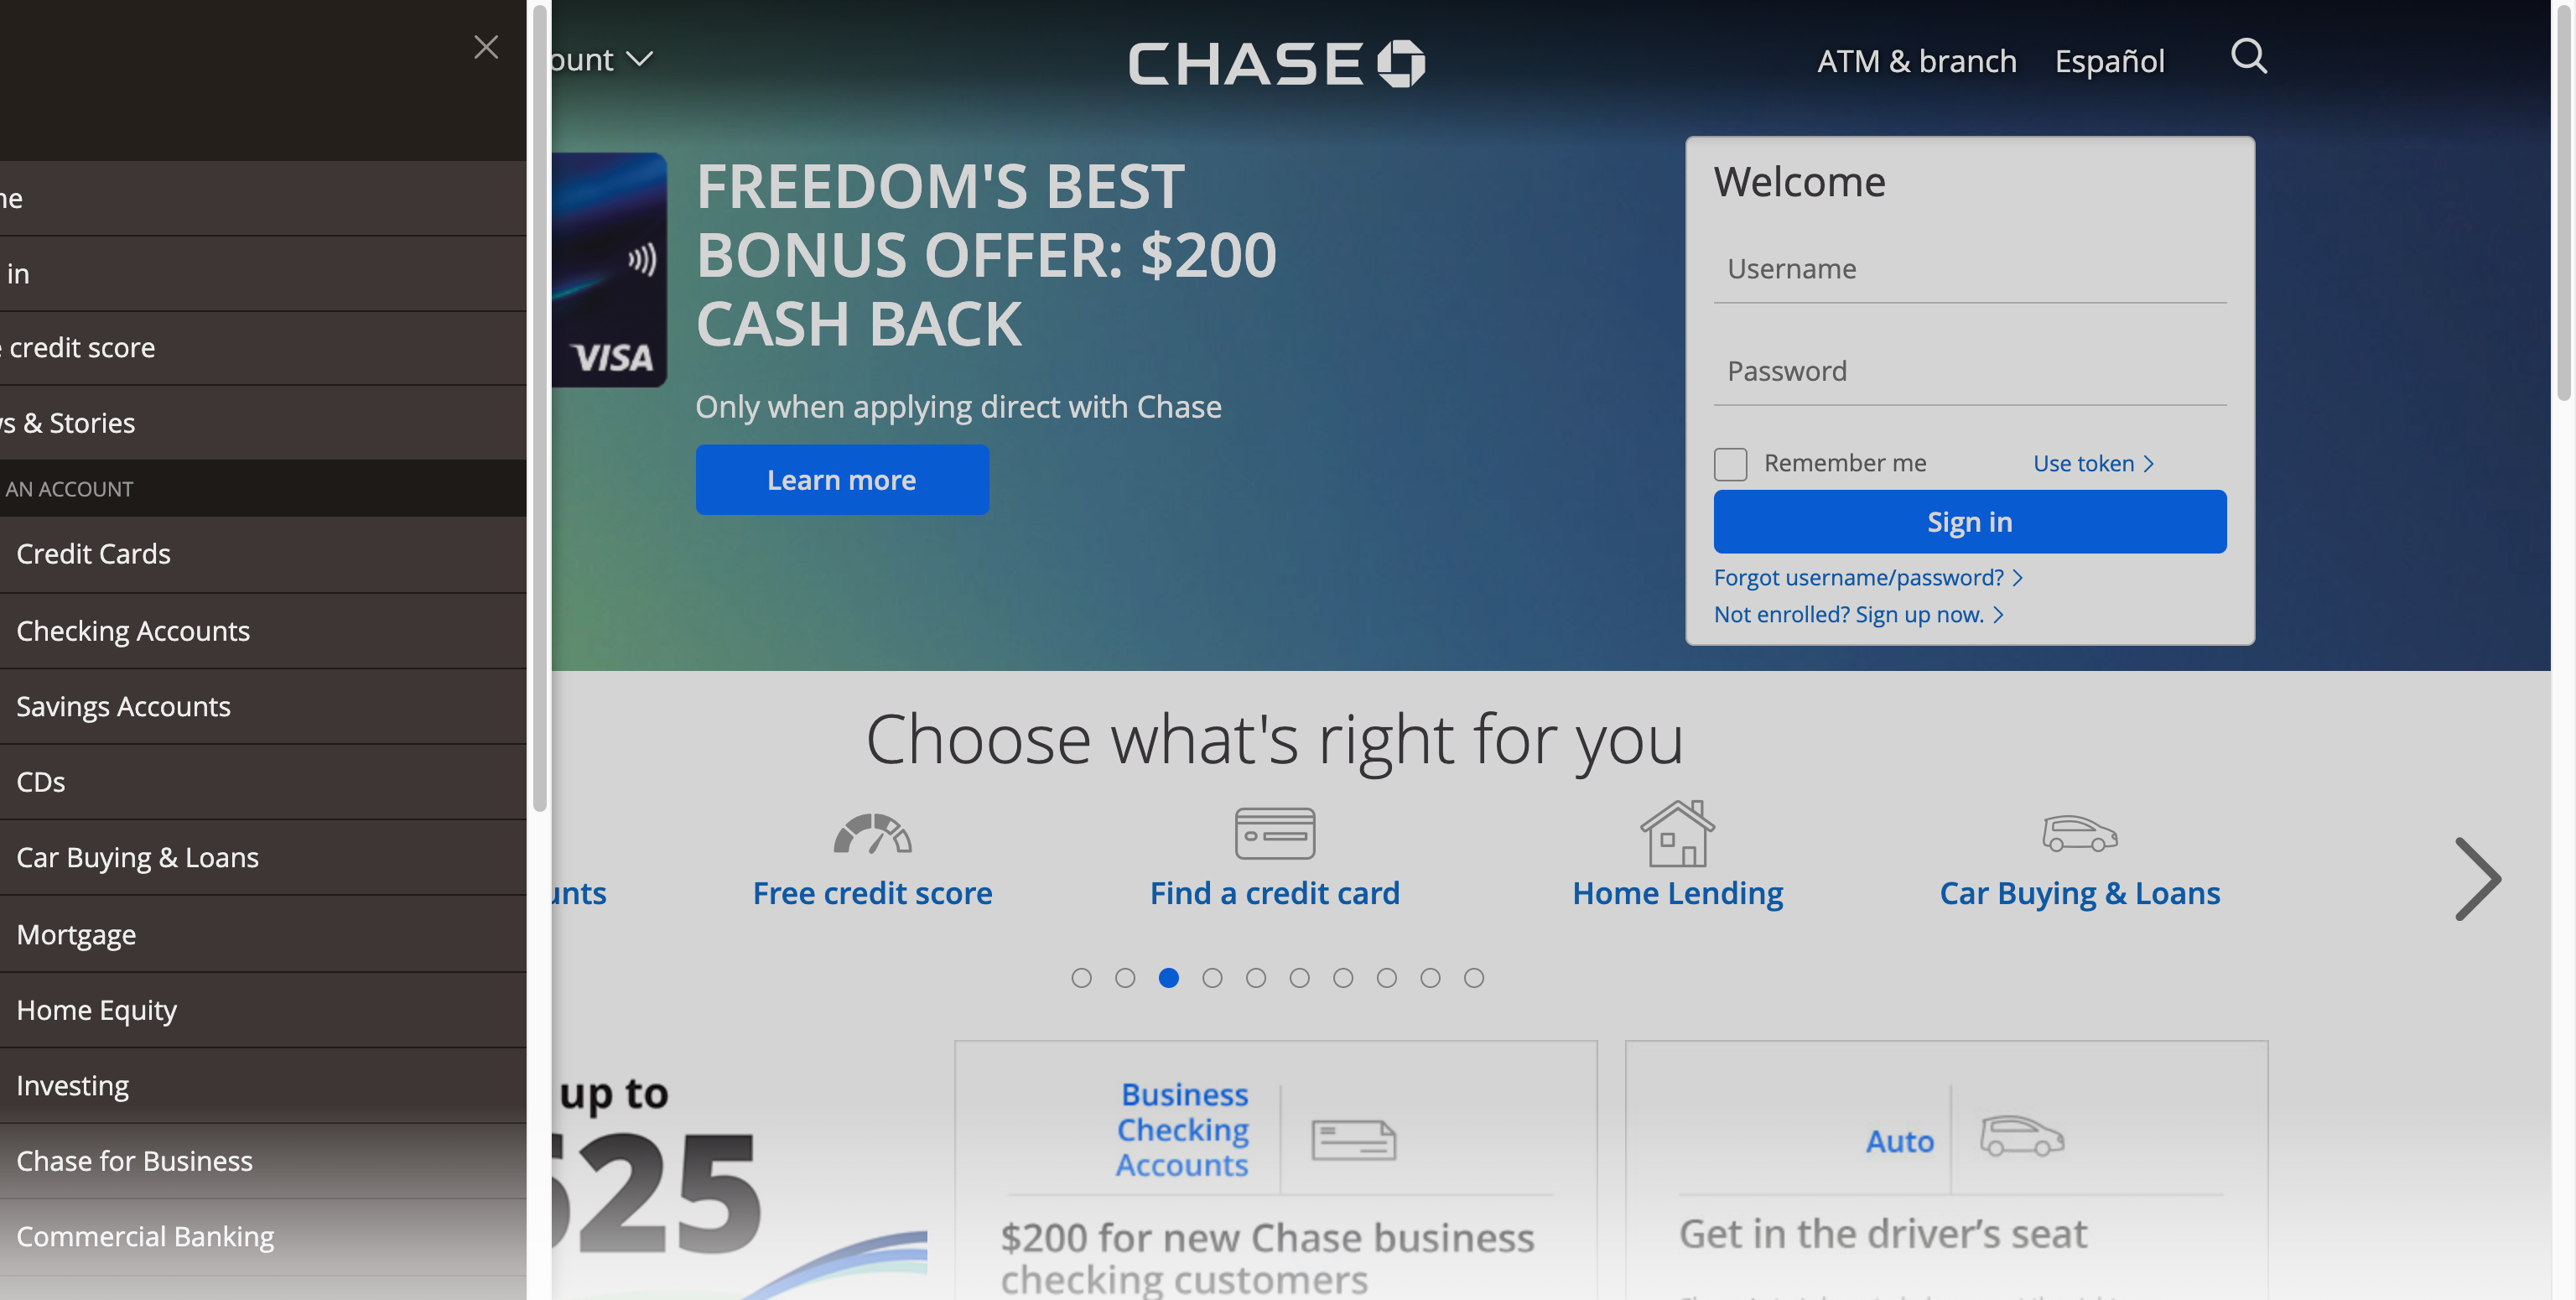 in
credit score
& Stories
AN ACCOUNT
Credit Cards
Checking Accounts
Savings Accounts
CDs
Car Buying & Loans
Mortgage
Home Equity
Investing
Chase for Business
Commercial Banking
CHASE
ATM & branch
Español
VISA
FREEDOM'S BEST
BONUS OFFER: $200
CASH BACK
Only when applying direct with Chase
Learn more
Welcome
Username
Password
Remember me
Use token
Sign in
Forgot username/password?
Not enrolled? Sign up now.
Choose what's right for you
Free credit score
Find a credit card
Home Lending
Car Buying & Loans
up to
25
Business
Checking
Accounts
$200 for new Chase business
checking customers
Auto
Get in the driver’s seat